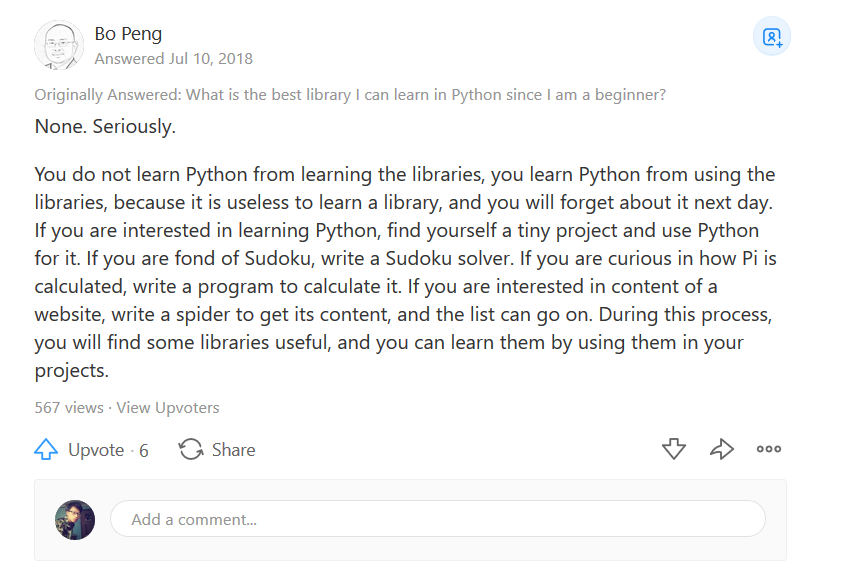 Bo Peng
Answered Jul 10, 2018
Originally Answered: What is the best library I can learn in Python since I am a beginner?
None. Seriously.
You do not learn Python from learning the libraries, you learn Python from using the
libraries, because it is useless to learn a library, and you will forget about it next day.
If you are interested in learning Python, find yourself a tiny project and use Python
for it. If you are fond of Sudoku, write a Sudoku solver. If you are curious in how Pi is
calculated, write a program to calculate it. If you are interested in content of a
website, write a spider to get its content, and the list can go on. During this process,
you will find some libraries useful, and you can learn them by using them in your
projects.
567 views · View Upvoters
Upvote · 6 Share
Add a comment...